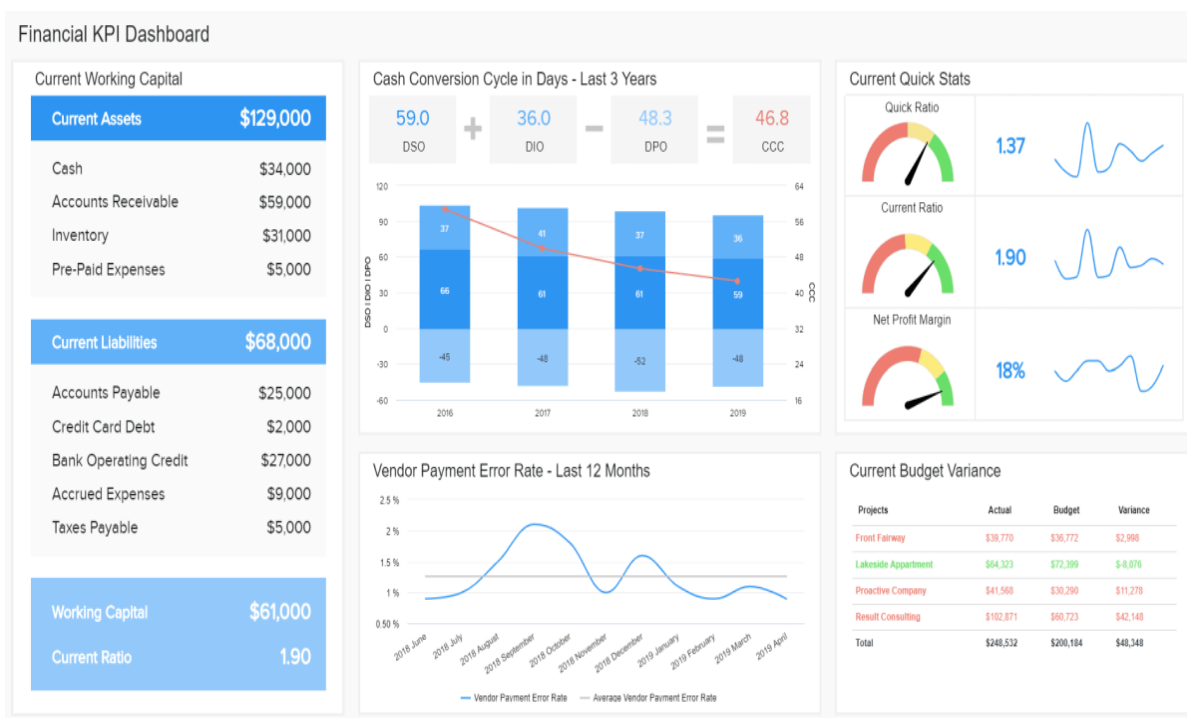 Financial KPI Dashboard
Current Working Capital
Current Assets $129,000
Cash $34,000
Accounts Receivable $59,000
Inventory $31,000
Pre-Paid Expenses $5,000
Current Liabilities $68,000
Accounts Payable $25,000
Credit Card Debt $2,000
Bank Operating Credit $27,000
Accrued Expenses $9,000
Taxes Payable $5,000
Working Capital $61,000
Current Ratio 1.90
Cash Conversion Cycle in Days - Last 3 Years
59.0 + 36.0 − 48.3 = 46.8
DSO DIO DPO CCC
120 64
90 56
60 48
30 40
0 32
-30 24
-60 16
DSO | DIO | DPO
CCC
37 41 37 36
66 61 61 59
-45 -48 -52 -48
2016 2017 2018 2019
Vendor Payment Error Rate - Last 12 Months
2.5 %
2 %
1.5 %
1 %
0.50 %
2018 June 2018 July 2018 August 2018 September 2018 October 2018 November 2018 December 2019 January 2019 February 2019 March 2019 April
Vendor Payment Error Rate Average Vendor Payment Error Rate
Current Quick Stats
Quick Ratio
1.37
Current Ratio
1.90
Net Profit Margin
18%
Current Budget Variance
Projects Actual Budget Variance
Front Fairway $39,770 $36,772 $2,998
Lakeside Appartment $64,323 $72,399 $-8,076
Proactive Company $41,568 $30,290 $11,278
Result Consulting $102,871 $60,723 $42,148
Total $248,532 $200,184 $48,348